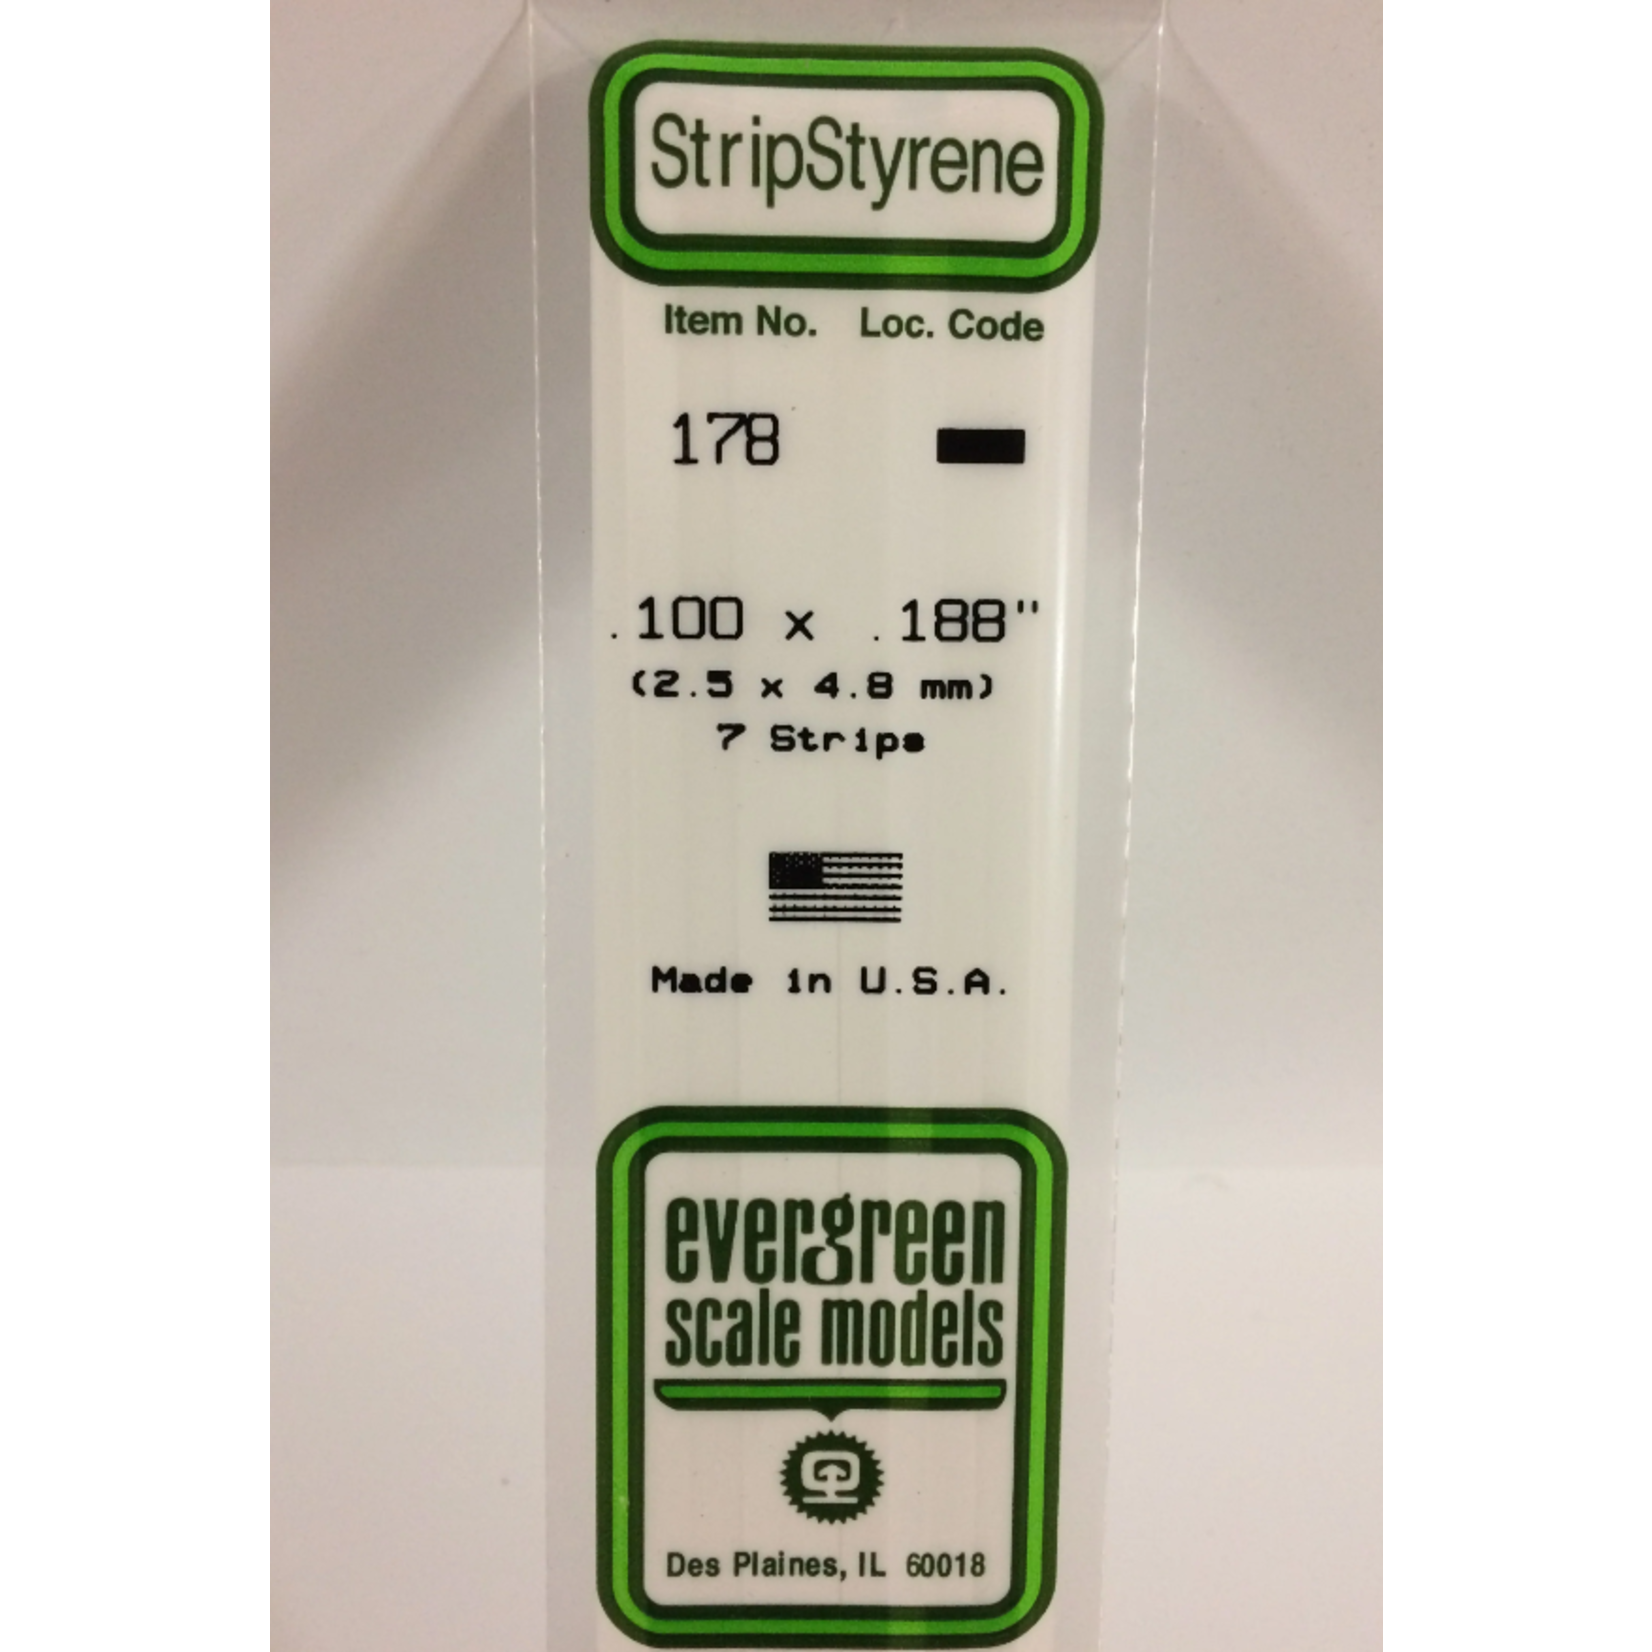 StripStyrene
Item No. Loc. Code
178
.100 x .188"
(2.5 x 4.8 mm)
7 Strips
Made in U.S.A.
evergreen
scale models
Des Plaines, IL 60018